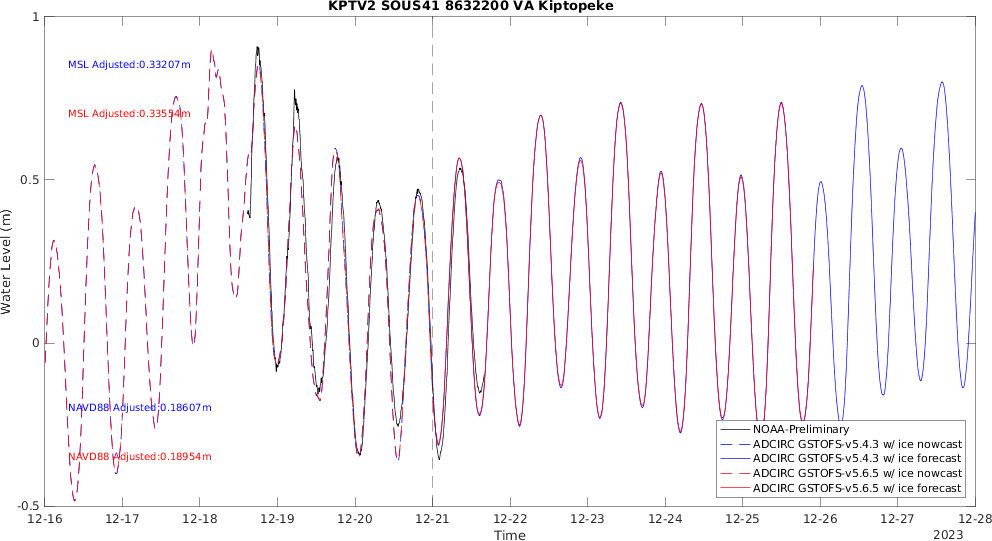 KPTV2 SOUS41 8632200 VA Kiptopeke
1
MSL Adjusted:0.33207m
MSL Adjusted:0.33554m
0.5
Water Level (m)
0
NAVD88 Adjusted:0.18607m
NAVD88 Adjusted:0.18954m
-0.5
NOAA-Preliminary
ADCIRC GSTOFS-v5.4.3 w/ ice nowcast
ADCIRC GSTOFS-v5.4.3 w/ ice forecast
ADCIRC GSTOFS-v5.6.5 w/ ice nowcast
ADCIRC GSTOFS-v5.6.5 w/ ice forecast
12-16 12-17 12-18 12-19 12-20 12-21 12-22 12-23 12-24 12-25 12-26 12-27 12-28
Time
2023